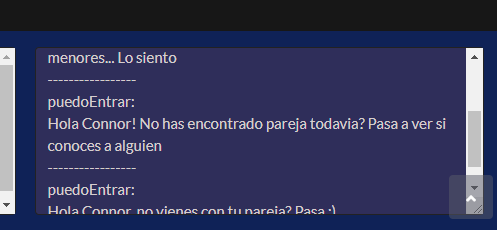 menores... Lo siento
-----------------
puedoEntrar:
Hola Connor! No has encontrado pareja todavia? Pasa a ver si
conoces a alguien
-----------------
puedoEntrar:
Hola Connor, no vienes con tu pareja? Pasa :)